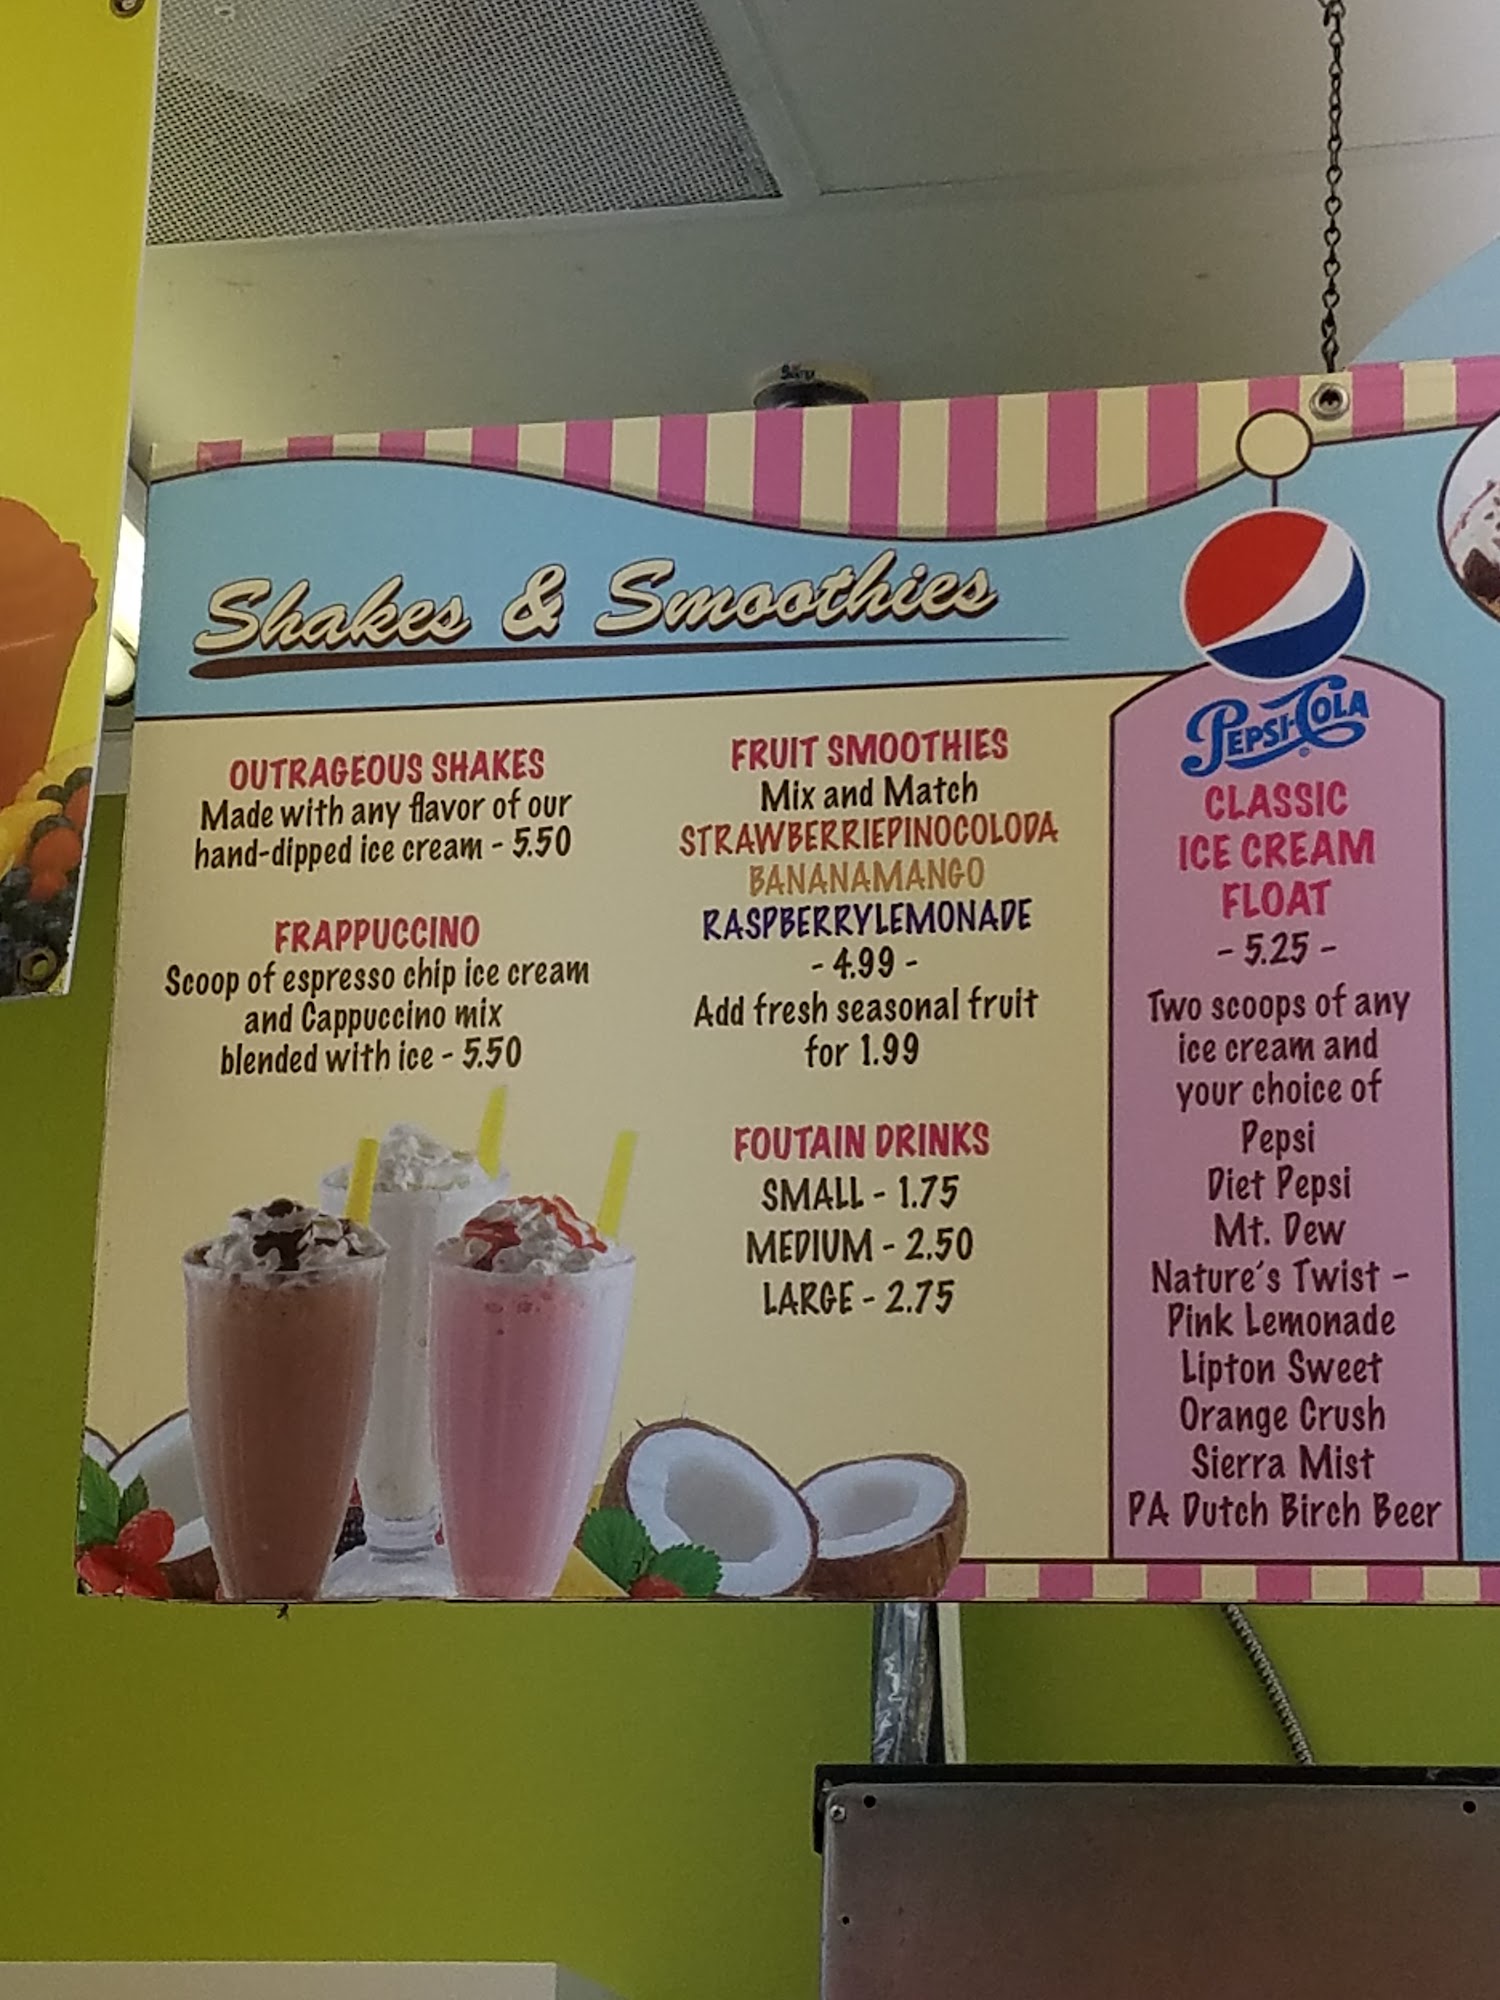 Shakes & Smoothies
OUTRAGEOUS SHAKES
Made with any flavor of our
hand-dipped ice cream - 5.50
FRAPPUCCINO
Scoop of espresso chip ice cream
and Cappuccino mix
blended with ice - 5.50
FRUIT SMOOTHIES
Mix and Match
STRAWBERRIEPINOCOLODA
BANANAMANGO
RASPBERRYLEMONADE
- 4.99 -
Add fresh seasonal fruit
for 1.99
FOUTAIN DRINKS
SMALL - 1.75
MEDIUM - 2.50
LARGE - 2.75
PEPSI-COLA
CLASSIC
ICE CREAM
FLOAT
- 5.25 -
Two scoops of any
ice cream and
your choice of
Pepsi
Diet Pepsi
Mt. Dew
Nature's Twist -
Pink Lemonade
Lipton Sweet
Orange Crush
Sierra Mist
PA Dutch Birch Beer